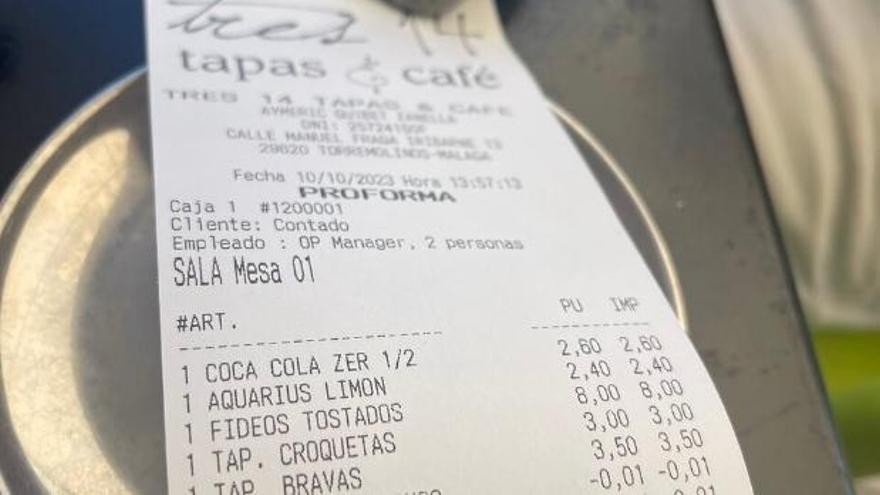 tres 14
tapas & café
TRES 14 TAPAS & CAFE
AYMERIC
DNI:
CALLE MANUEL FRAGA IRIBARNE 13
29620 TORREMOLINOS-MALAGA
Fecha 10/10/2023 Hora 13:57:13
PROFORMA
Caja 1 #1200001
Cliente: Contado
Empleado : OP Manager, 2 personas
SALA Mesa 01
#ART. PU IMP
1 COCA COLA ZER 1/2 2,60 2,60
1 AQUARIUS LIMON 2,40 2,40
1 FIDEOS TOSTADOS 8,00 8,00
1 TAP. CROQUETAS 3,00 3,00
1 TAP. BRAVAS 3,50 3,50
-0,01 -0,01